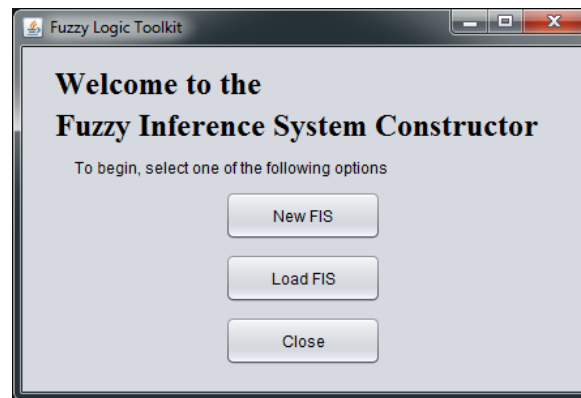 Fuzzy Logic Toolkit
Welcome to the
Fuzzy Inference System Constructor
To begin, select one of the following options
New FIS
Load FIS
Close